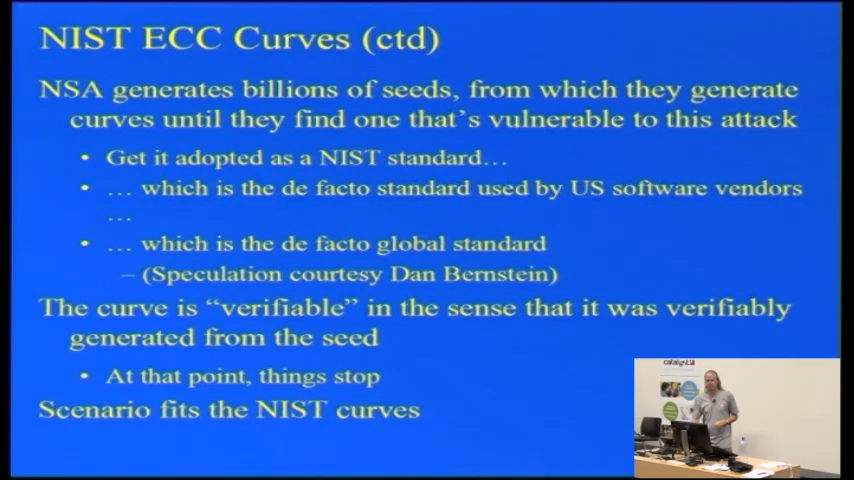 NIST ECC Curves (ctd)
NSA generates billions of seeds, from which they generate
curves until they find one that's vulnerable to this attack
• Get it adopted as a NIST standard…
• … which is the de facto standard used by US software vendors
…
• … which is the de facto global standard
– (Speculation courtesy Dan Bernstein)
The curve is “verifiable” in the sense that it was verifiably
generated from the seed
• At that point, things stop
Scenario fits the NIST curves
catalyst